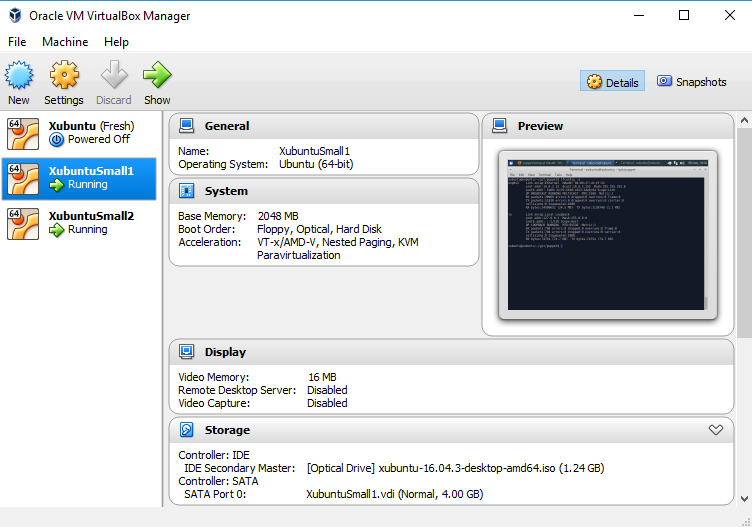 Oracle VM VirtualBox Manager
File Machine Help
New Settings Discard Show
Details Snapshots
64 Xubuntu (Fresh)
Powered Off
64 XubuntuSmall1
Running
64 XubuntuSmall2
Running
General
Name: XubuntuSmall1
Operating System: Ubuntu (64-bit)
System
Base Memory: 2048 MB
Boot Order: Floppy, Optical, Hard Disk
Acceleration: VT-x/AMD-V, Nested Paging, KVM
Paravirtualization
Preview
Display
Video Memory: 16 MB
Remote Desktop Server: Disabled
Video Capture: Disabled
Storage
Controller: IDE
IDE Secondary Master: [Optical Drive] xubuntu-16.04.3-desktop-amd64.iso (1.24 GB)
Controller: SATA
SATA Port 0: XubuntuSmall1.vdi (Normal, 4.00 GB)